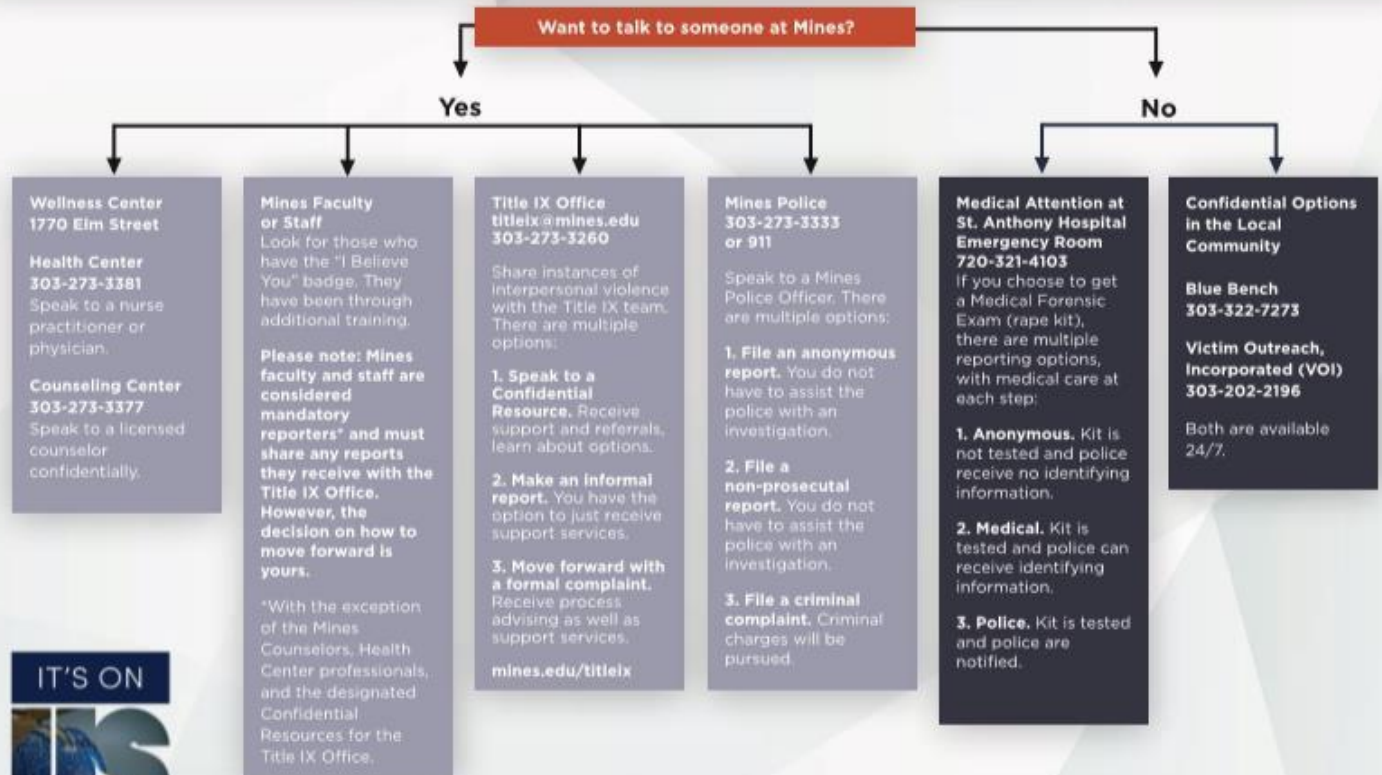 Want to talk to someone at Mines?
Yes
No
Wellness Center
1770 Elm Street
Health Center
303-273-3381
Speak to a nurse
practitioner or
physician.
Counseling Center
303-273-3377
Speak to a licensed
counselor
confidentially.
Mines Faculty
or Staff
Look for those who
have the "I Believe
You" badge. They
have been through
additional training.
Please note: Mines
faculty and staff are
considered
mandatory
reporters* and must
share any reports
they receive with the
Title IX Office.
However, the
decision on how to
move forward is
yours.
*With the exception
of the Mines
Counselors, Health
Center professionals,
and the designated
Confidential
Resources for the
Title IX Office.
Title IX Office
titleix@mines.edu
303-273-3260
Share instances of
interpersonal violence
with the Title IX team.
There are multiple
options:
1. Speak to a
Confidential
Resource. Receive
support and referrals,
learn about options.
2. Make an informal
report. You have the
option to just receive
support services.
3. Move forward with
a formal complaint.
Receive process
advising as well as
support services.
mines.edu/titleix
Mines Police
303-273-3333
or 911
Speak to a Mines
Police Officer. There
are multiple options:
1. File an anonymous
report. You do not
have to assist the
police with an
investigation.
2. File a
non-prosecutal
report. You do not
have to assist the
police with an
investigation.
3. File a criminal
complaint. Criminal
charges will be
pursued.
Medical Attention at
St. Anthony Hospital
Emergency Room
720-321-4103
If you choose to get
a Medical Forensic
Exam (rape kit),
there are multiple
reporting options,
with medical care at
each step:
1. Anonymous. Kit is
not tested and police
receive no identifying
information.
2. Medical. Kit is
tested and police can
receive identifying
information.
3. Police. Kit is tested
and police are
notified.
Confidential Options
in the Local
Community
Blue Bench
303-322-7273
Victim Outreach,
Incorporated (VOI)
303-202-2196
Both are available
24/7.
IT'S ON
US